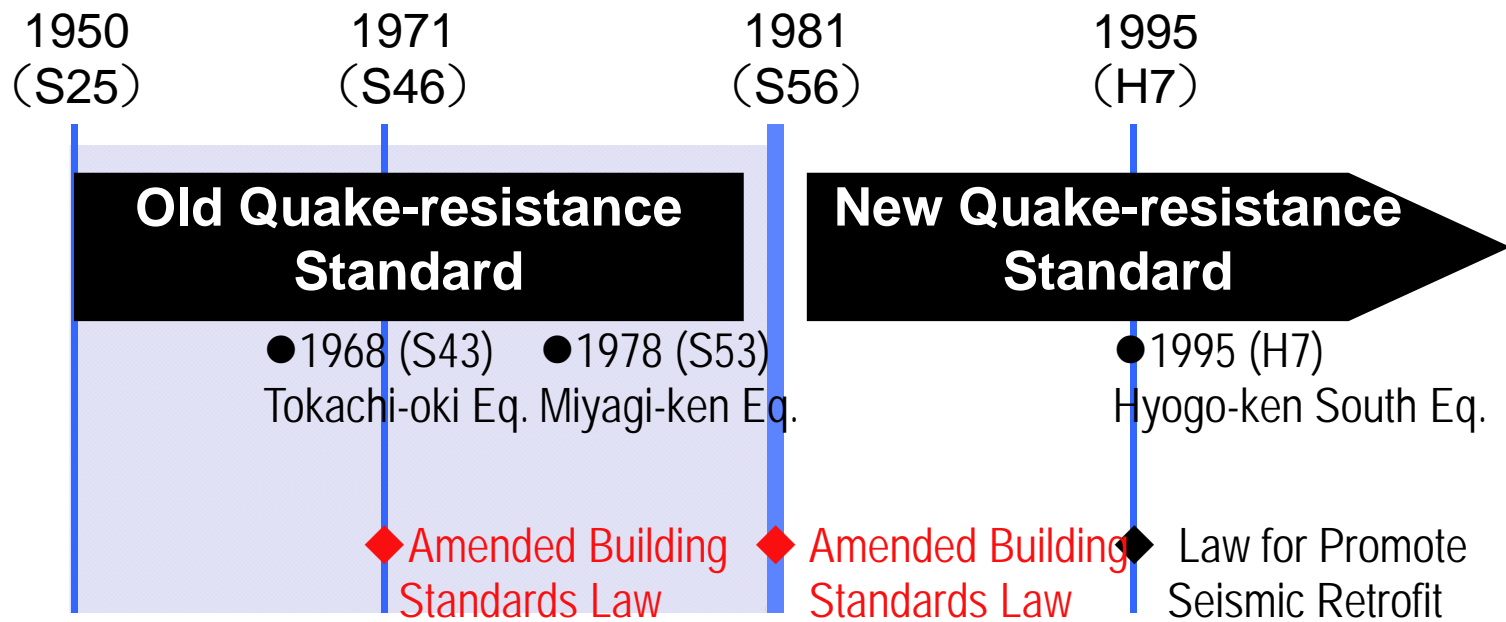 1950
（S25）
1971
（S46）
1981
（S56）
1995
（H7）
Old Quake-resistance
Standard
New Quake-resistance
Standard
●1968 (S43)
Tokachi-oki Eq.
●1978 (S53)
Miyagi-ken Eq.
●1995 (H7)
Hyogo-ken South Eq.
◆Amended Building
Standards Law
◆Amended Building
Standards Law
◆Law for Promote
Seismic Retrofit